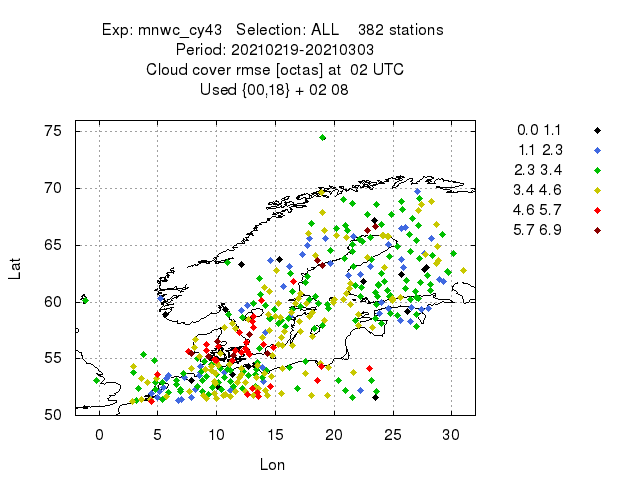 Exp: mnwc_cy43   Selection: ALL    382 stations
Period: 20210219-20210303
Cloud cover rmse [octas] at  02 UTC
Used {00,18} + 02 08
0.0 1.1
1.1 2.3
2.3 3.4
3.4 4.6
4.6 5.7
5.7 6.9
75
70
65
60
55
50
Lat
0 5 10 15 20 25 30
Lon